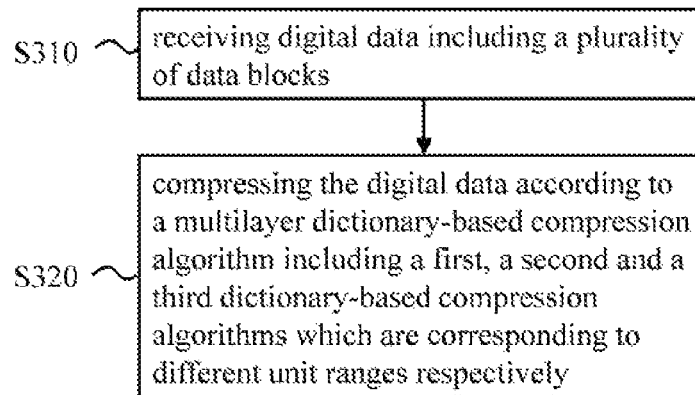 S310
receiving digital data including a plurality
of data blocks
S320
compressing the digital data according to
a multilayer dictionary-based compression
algorithm including a first, a second and a
third dictionary-based compression
algorithms which are corresponding to
different unit ranges respectively